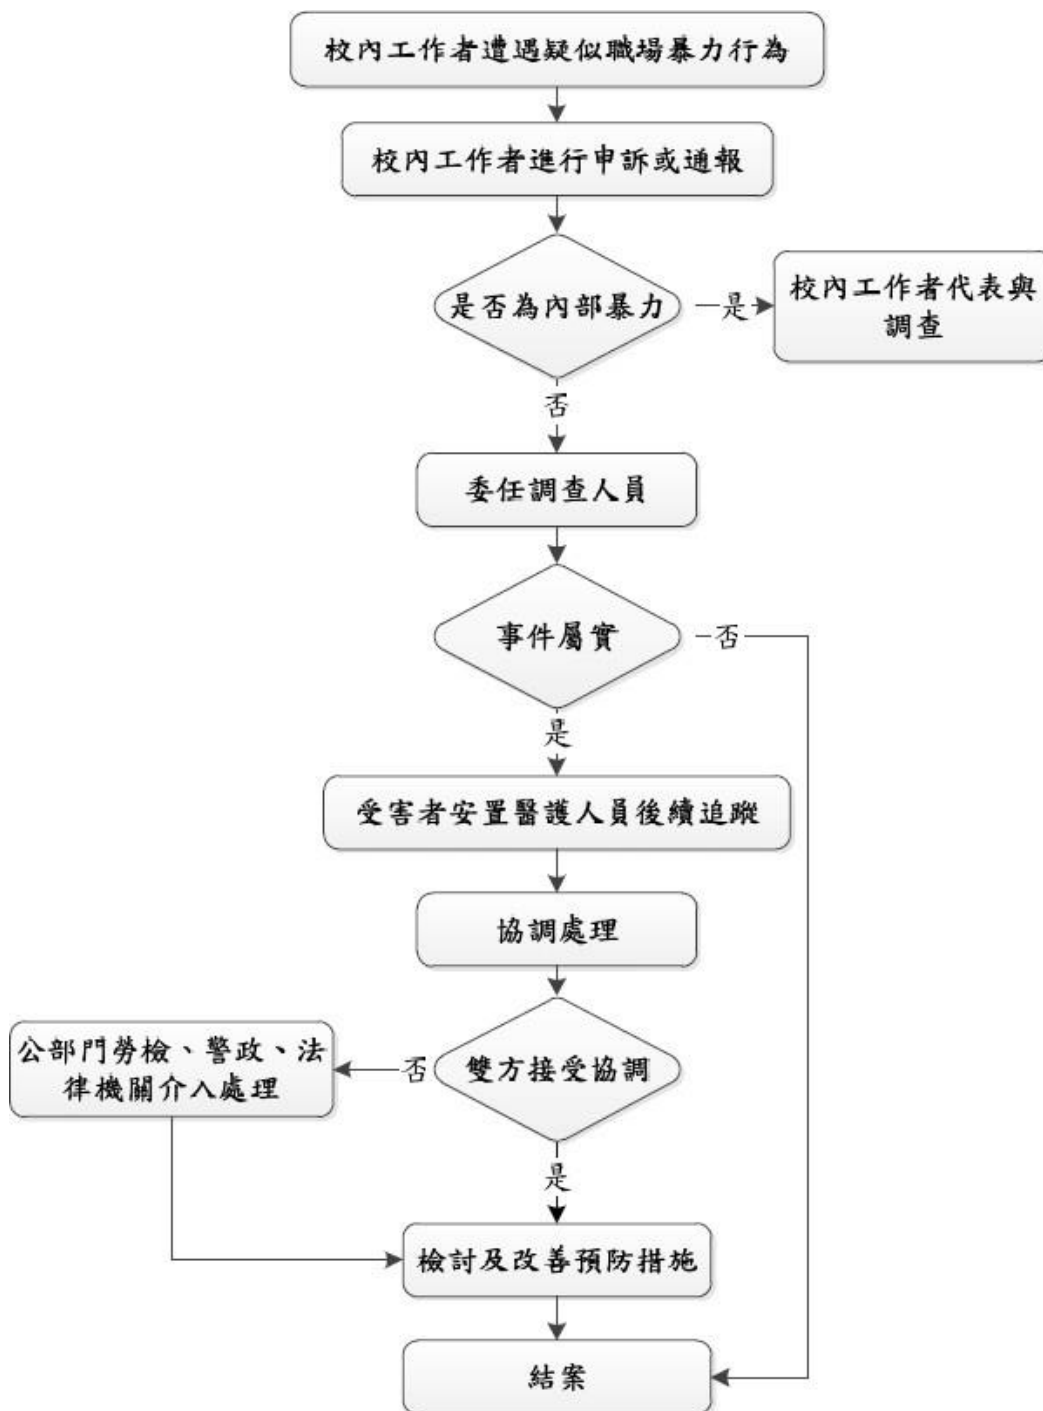 校內工作者遭遇疑似職場暴力行為
校內工作者進行申訴或通報
是否為內部暴力
是
校內工作者代表與
調查
否
委任調查人員
事件屬實
否
是
受害者安置醫護人員後續追蹤
協調處理
雙方接受協調
否
公部門勞檢、警政、法
律機關介入處理
是
檢討及改善預防措施
結案